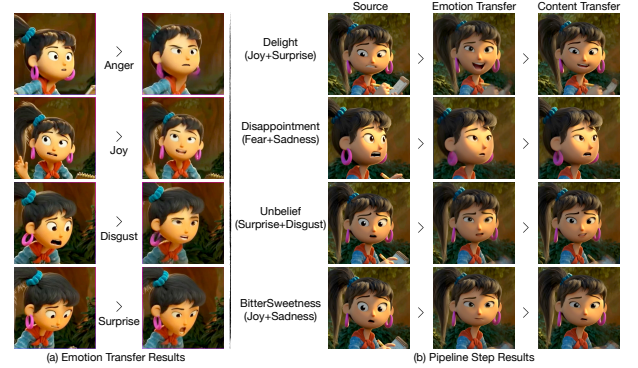 Source Emotion Transfer Content Transfer
Anger
Joy
Disgust
Surprise
Delight
(Joy+Surprise)
Disappointment
(Fear+Sadness)
Unbelief
(Surprise+Disgust)
BitterSweetness
(Joy+Sadness)
(a) Emotion Transfer Results
(b) Pipeline Step Results